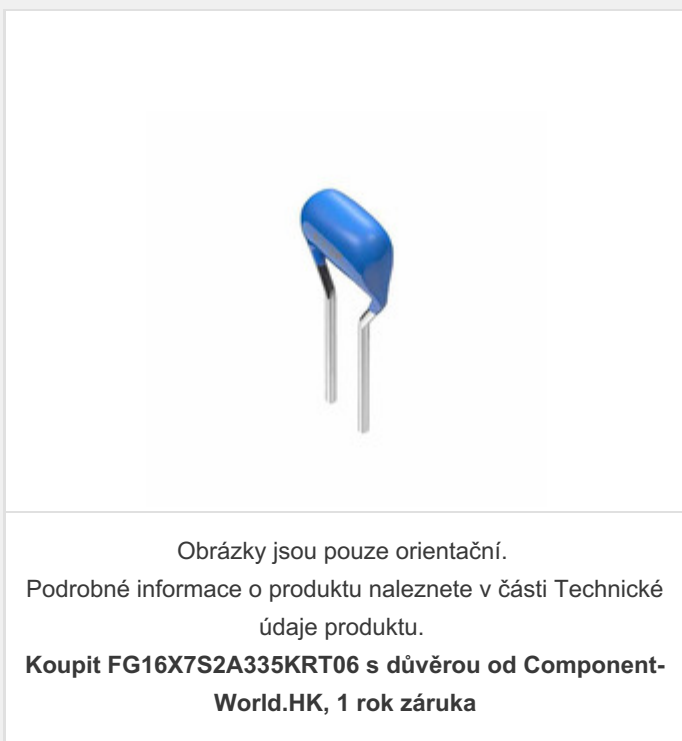 Obrázky jsou pouze orientační.
Podrobné informace o produktu naleznete v části Technické
údaje produktu.
Koupit FG16X7S2A335KRT06 s důvěrou od Component-
World.HK, 1 rok záruka